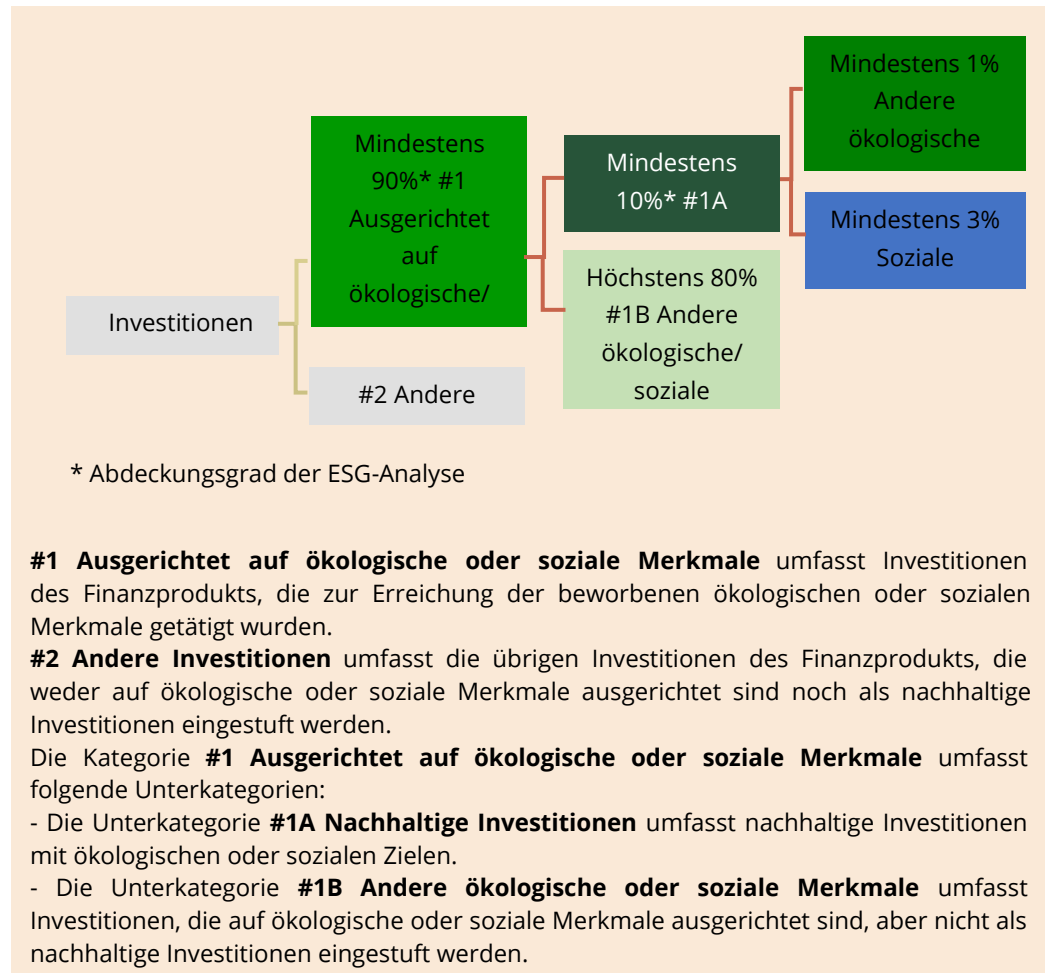 Investitionen
Mindestens
90%* #1
Ausgerichtet
auf
ökologische/
#2 Andere
Mindestens
10%* #1A
Höchstens 80%
#1B Andere
ökologische/
soziale
Mindestens 1%
Andere
ökologische
Mindestens 3%
Soziale
* Abdeckungsgrad der ESG-Analyse
#1 Ausgerichtet auf ökologische oder soziale Merkmale umfasst Investitionen
des Finanzprodukts, die zur Erreichung der beworbenen ökologischen oder sozialen
Merkmale getätigt wurden.
#2 Andere Investitionen umfasst die übrigen Investitionen des Finanzprodukts, die
weder auf ökologische oder soziale Merkmale ausgerichtet sind noch als nachhaltige
Investitionen eingestuft werden.
Die Kategorie #1 Ausgerichtet auf ökologische oder soziale Merkmale umfasst
folgende Unterkategorien:
- Die Unterkategorie #1A Nachhaltige Investitionen umfasst nachhaltige Investitionen
mit ökologischen oder sozialen Zielen.
- Die Unterkategorie #1B Andere ökologische oder soziale Merkmale umfasst
Investitionen, die auf ökologische oder soziale Merkmale ausgerichtet sind, aber nicht als
nachhaltige Investitionen eingestuft werden.